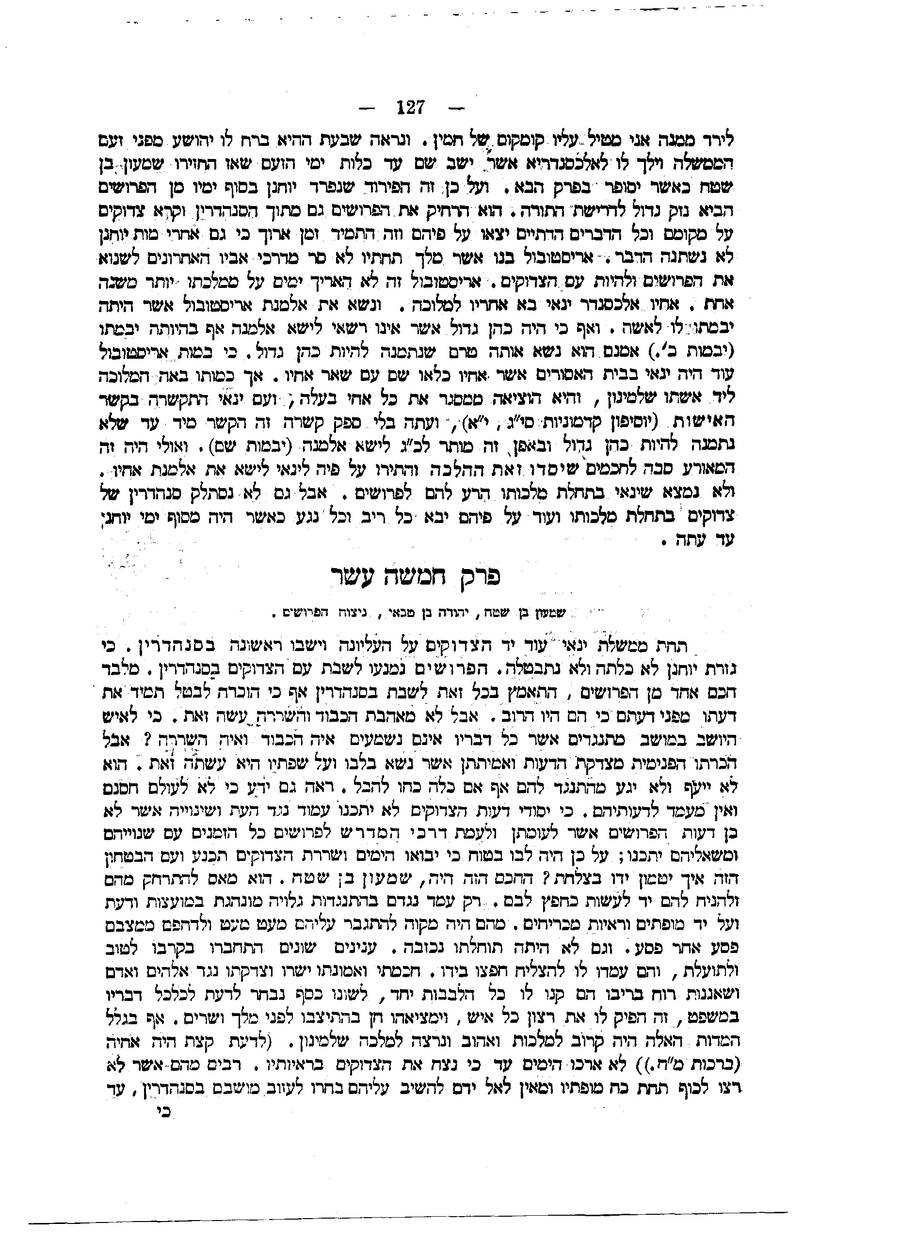 — 127 —
לירד ממנה אני מטיל עליו קומקום של חמין . ונראה שבעת ההיא ברח לו יהושע מפני זעם
הממשלה וילך לו לאלכסנדריא אשר ישב שם עד כלות ימי הזעם שאז החזירו שמעון בן
שטח כאשר יסופר בפרק הבא . ועל כן זה הפירוד שנפרד יוחנן בסוף ימיו מן הפרושים
הביא נזק גדול לדרישת התורה . הוא הרחיק את הפרושים גם מתוך הסנהדרין וקרא צדוקים
על מקומם וכל הדברים הדתיים יצאו על פיהם וזה התמיד זמן ארוך כי גם אחרי מות יוחנן
לא נשתנה הדבר . אריסטובול בנו אשר מלך תחתיו לא סר מדרכי אביו האחרונים לשנוא
את הפרושים ולהיות עם הצדוקים . אריסטובול זה לא האריך ימים על ממלכתו יותר משנה
אחת . אחיו אלכסנדר ינאי בא אחריו למלוכה . ונשא את אלמנת אריסטובול אשר היתה
יבמתו לו לאשה . ואף כי היה כהן גדול אשר אינו רשאי לישא אלמנה אף בהיותה יבמתו
(יבמות כ'.) אמנם הוא נשא אותה טרם שנתמנה להיות כהן גדול . כי במות אריסטובול
עוד היה ינאי בבית האסורים אשר אחיו כלאו שם עם שאר אחיו . אך כמותו באה המלוכה
ליד אשתו שלמינון , והיא הוציאה ממסגר את כל אחי בעלה ; ועם ינאי התקשרה בקשר
האישות (יוסיפון קדמוניות סי"ג , י"א) , ועתה בלי ספק קשרה זה הקשר מיד עד שלא
נתמנה להיות כהן גדול ובאפן זה מותר לכ"ג לישא אלמנה (יבמות שם) . ואולי היה זה
המאורע סבה לחכמים שיסדו זאת ההלכה והתירו על פיה לינאי לישא את אלמנת אחיו .
ולא נמצא שינאי בתחלת מלכותו הרע להם לפרושים . אבל גם לא נסתלק סנהדרין של
צדוקים בתחלת מלכותו ועוד על פיהם יבא כל ריב וכל נגע כאשר היה מסוף ימי יוחנן
עד עתה .
פרק חמשה עשר
שמעון בן שטח , יהודה בן טבאי , ניצוח הפרושים .
תחת ממשלת ינאי עוד יד הצדוקים על העליונה וישבו ראשונה בסנהדרין . כי
גזרת יוחנן לא כלתה ולא נתבטלה . הפרושים נמנעו לשבת עם הצדוקים בסנהדרין . מלבד
חכם אחד מן הפרושים , התאמץ בכל זאת לשבת בסנהדרין אף כי הוכרה לבטל תמיד את
דעתו מפני דעתם כי הם היו הרוב . אבל לא מאהבת הכבוד והשררה עשה זאת . כי לאיש
היושב במושב מתנגדים אשר כל דבריו אינם נשמעים איה הכבוד ואיה השררה ? אבל
הכרתו הפנימית מצדקת הדעות ואמיתתן אשר נשא בלבו ועל שפתיו היא עשתה זאת . הוא
לא ייעף ולא יגע מהתנגד להם אף אם כלה כחו להבל . ראה גם ידע כי לא לעולם חסנם
ואין מעמד לדעותיהם . כי יסודי דעות הצדוקים לא יתכנו עמוד נגד העת ושינוייה אשר לא
כן דעות הפרושים אשר לעומתן ולעמת דרכי המדרש לפרושים כל הזמנים עם שנוייהם
ומשאליהם יתכנו ; על כן היה לבו בטוח כי יבואו הימים ושררת הצדוקים תכנע ועם הבטחון
הזה איך יטמון ידו בצלחת ? החכם הזה היה , שמעון בן שטח . הוא מאס להתרחק מהם
ולהניח להם יד לעשות כחפץ לבם . רק עמד נגדם בהתנגדות גלויה מונהגת במועצות ודעת
ועל יד מופתים וראיות מכריחים . מהם היה מקוה להתגבר עליהם מעט מעט ולדחפם ממצבם
פסע אחר פסע . וגם לא היתה תוחלתו נכזבה . ענינים שונים התחברו בקרבו לטוב
ולתועלת , והם עמדו לו להצליח חפצו בידו . חכמתו ואמונתו ישרו וצדקתו נגד אלהים ואדם
ושאננות רוח בריבו הם קנו לו כל הלבבות יחד , לשונו כסף נבחר לדעת לכלכל דבריו
במשפט , זה הפיק לו את רצון כל איש , וימציאהו חן בהתיצבו לפני מלך ושרים . אף בגלל
המדות האלה היה קרוב למלכות ואהוב ונרצה למלכה שלמינון . (לדעת קצת היה אחיה
(ברכות מ"ח.)) לא ארכו הימים עד כי נצח את הצדוקים בראיותיו . רבים מהם אשר לא
רצו לכוף תחת כח מופתיו ומאין לאל ידם להשיב עליהם בחרו לעזוב מושבם בסנהדרין , עד
כי